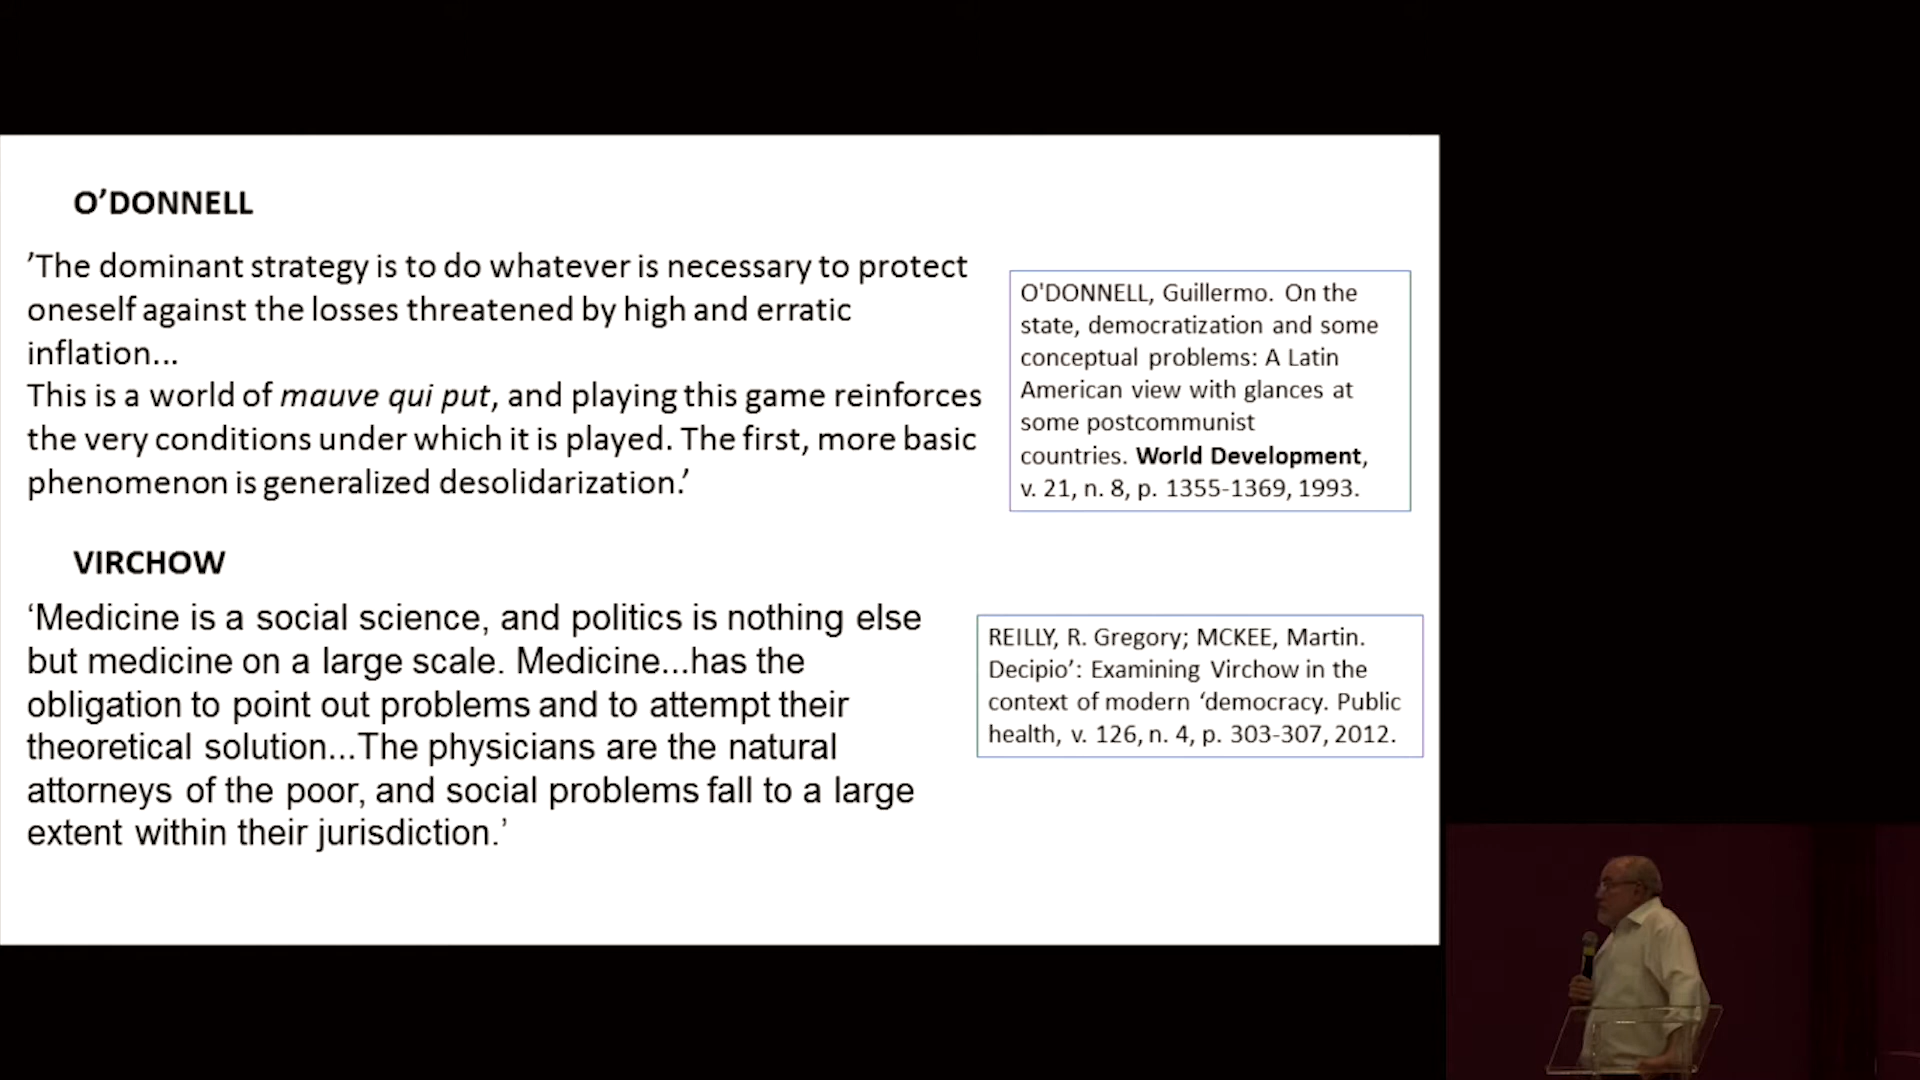 O’DONNELL
’The dominant strategy is to do whatever is necessary to protect
oneself against the losses threatened by high and erratic
inflation...
This is a world of mauve qui put, and playing this game reinforces
the very conditions under which it is played. The first, more basic
phenomenon is generalized desolidarization.’
O'DONNELL, Guillermo. On the
state, democratization and some
conceptual problems: A Latin
American view with glances at
some postcommunist
countries. World Development,
v. 21, n. 8, p. 1355-1369, 1993.
VIRCHOW
‘Medicine is a social science, and politics is nothing else
but medicine on a large scale. Medicine...has the
obligation to point out problems and to attempt their
theoretical solution...The physicians are the natural
attorneys of the poor, and social problems fall to a large
extent within their jurisdiction.’
REILLY, R. Gregory; MCKEE, Martin.
Decipio’: Examining Virchow in the
context of modern ‘democracy. Public
health, v. 126, n. 4, p. 303-307, 2012.